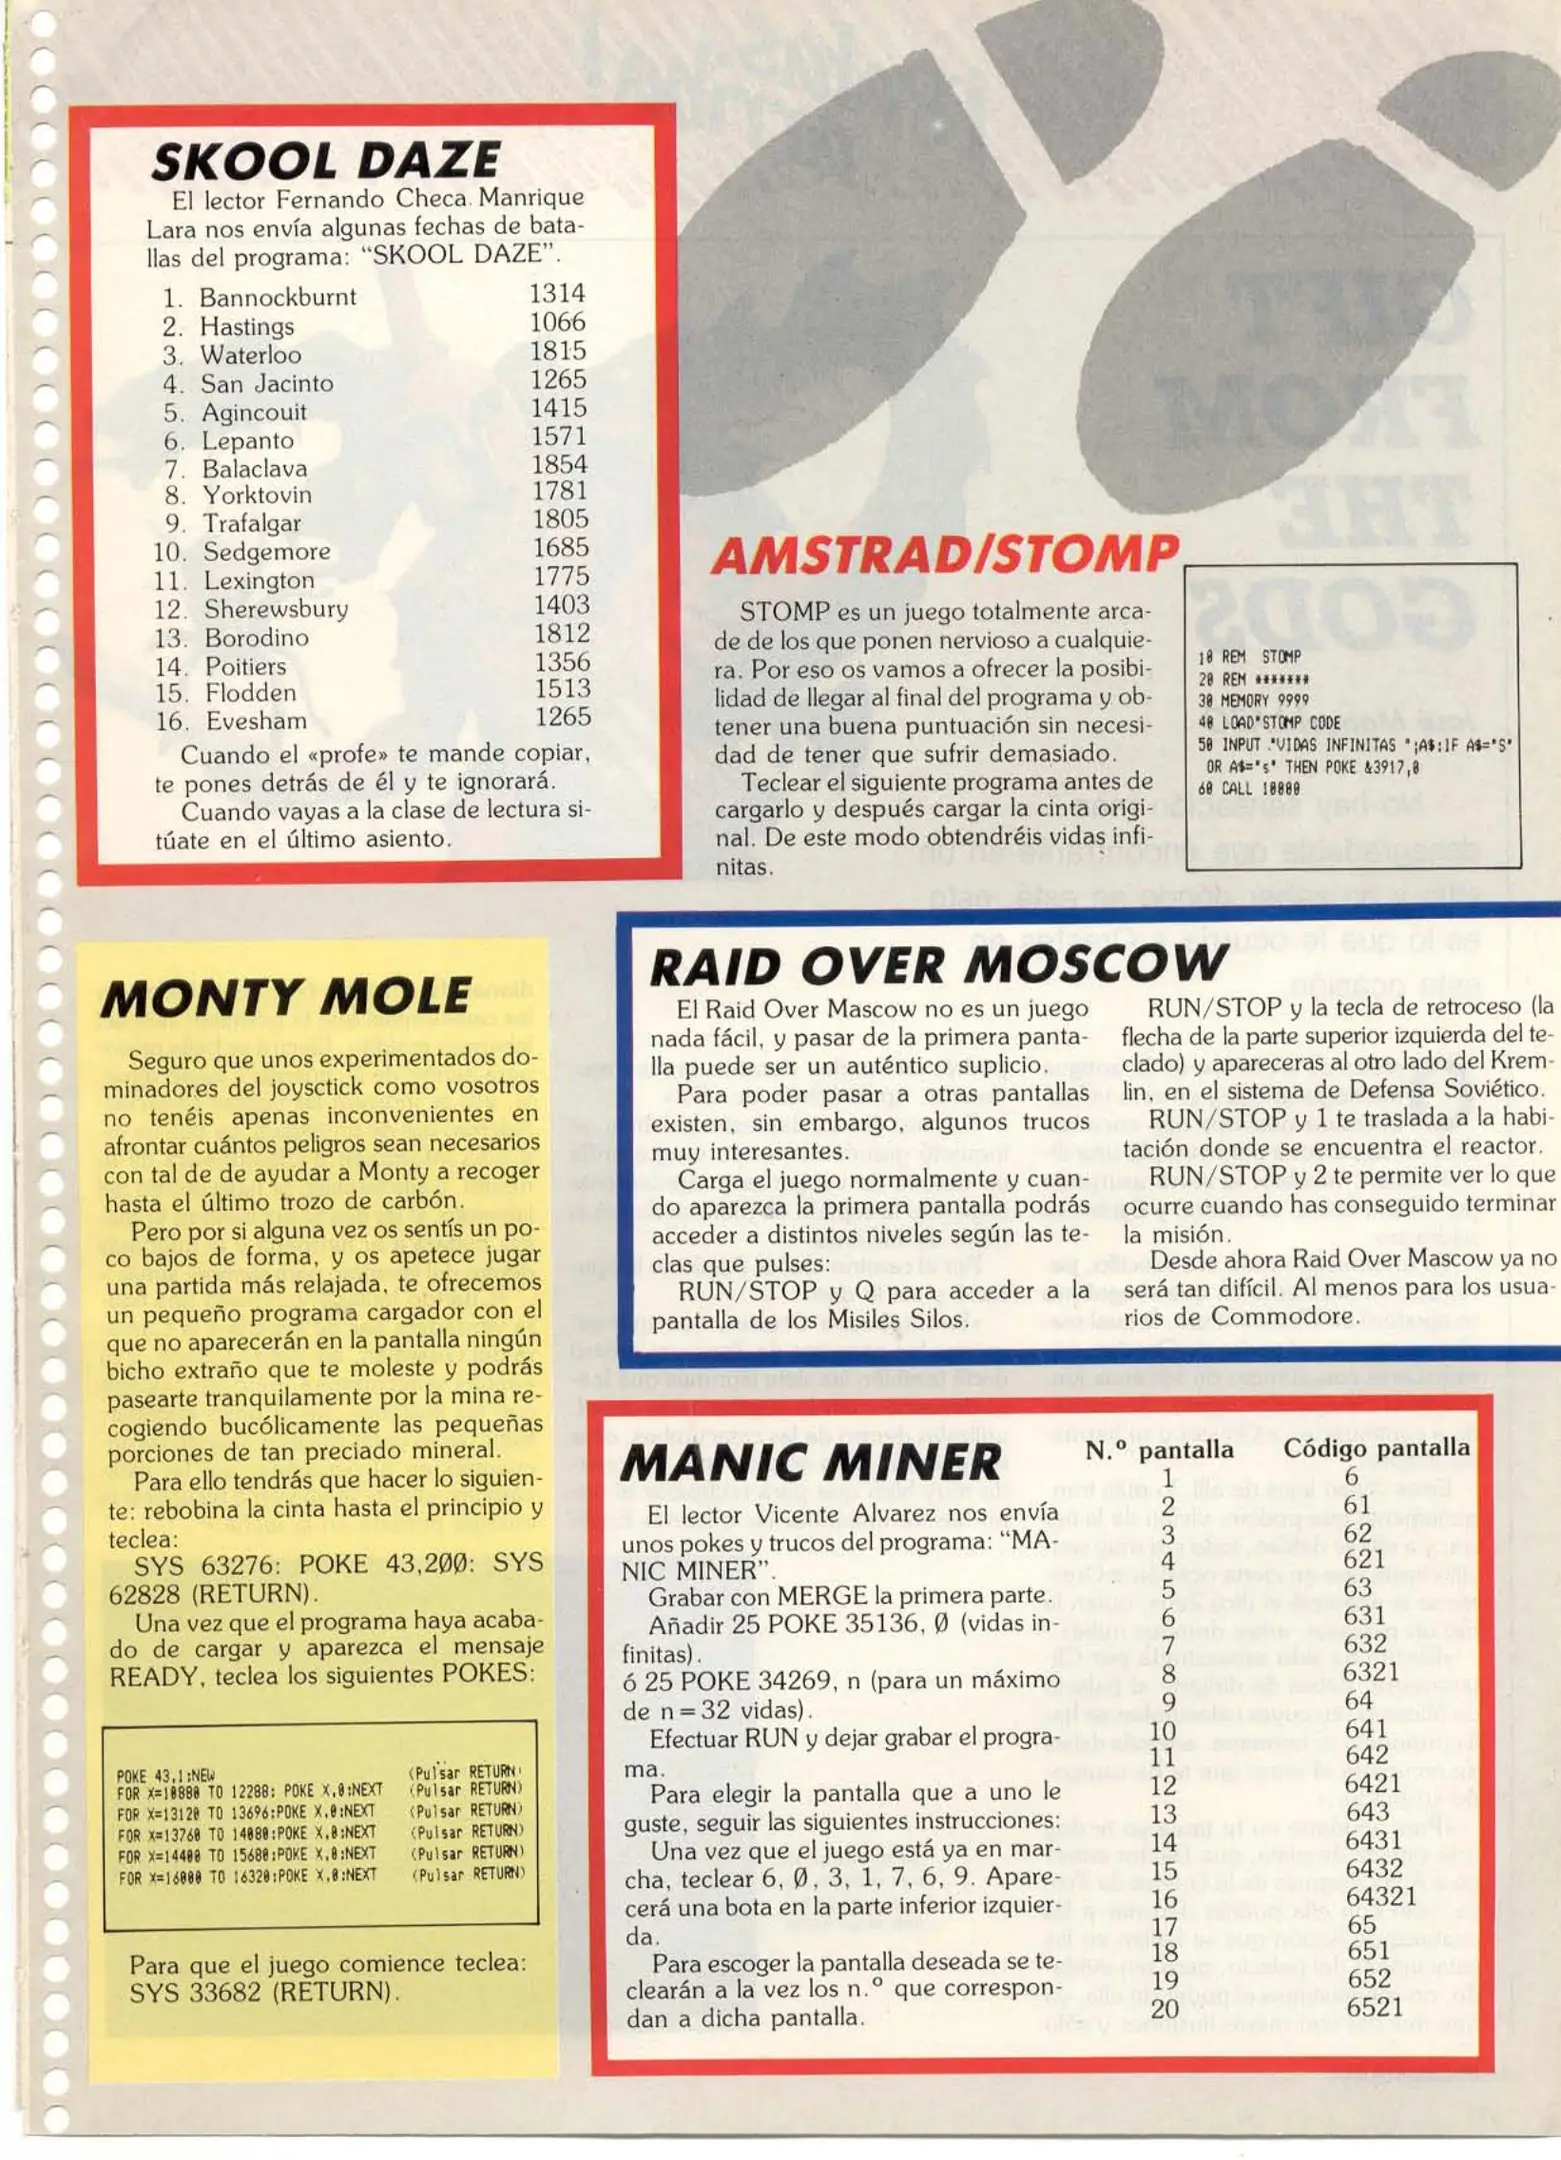 SKOOL DAZE
El lector Fernando Checa Manrique
Lara nos envía algunas fechas de bata-
llas del programa: “SKOOL DAZE”.
1. Bannockburnt 1314
2. Hastings 1066
3. Waterloo 1815
4. San Jacinto 1265
5. Agincouit 1415
6. Lepanto 1571
7. Balaclava 1854
8. Yorktovin 1781
9. Trafalgar 1805
10. Sedgemore 1685
11. Lexington 1775
12. Sherewsbury 1403
13. Borodino 1812
14. Poitiers 1356
15. Flodden 1513
16. Evesham 1265
Cuando el «profe» te mande copiar,
te pones detrás de él y te ignorará.
Cuando vayas a la clase de lectura si-
túate en el último asiento.
AMSTRAD/STOMP
STOMP es un juego totalmente arca-
de de los que ponen nervioso a cualquie-
ra. Por eso os vamos a ofrecer la posibi-
lidad de llegar al final del programa y ob-
tener una buena puntuación sin necesi-
dad de tener que sufrir demasiado.
Teclear el siguiente programa antes de
cargarlo y después cargar la cinta origi-
nal. De este modo obtendréis vidas infi-
nitas.
10 REM STOMP
20 REM *******
30 MEMORY 9999
40 LOAD"STOMP CODE
50 INPUT "VIDAS INFINITAS ";A$:IF A$="S"
OR A$="s" THEN POKE &3917,0
60 CALL 10000
MONTY MOLE
Seguro que unos experimentados do-
minadores del joysctick como vosotros
no tenéis apenas inconvenientes en
afrontar cuántos peligros sean necesarios
con tal de de ayudar a Monty a recoger
hasta el último trozo de carbón.
Pero por si alguna vez os sentís un po-
co bajos de forma, y os apetece jugar
una partida más relajada, te ofrecemos
un pequeño programa cargador con el
que no aparecerán en la pantalla ningún
bicho extraño que te moleste y podrás
pasearte tranquilamente por la mina re-
cogiendo bucólicamente las pequeñas
porciones de tan preciado mineral.
Para ello tendrás que hacer lo siguien-
te: rebobina la cinta hasta el principio y
teclea:
SYS 63276: POKE 43,2ØØ: SYS
62828 (RETURN).
Una vez que el programa haya acaba-
do de cargar y aparezca el mensaje
READY, teclea los siguientes POKES:
POKE 43,1:NEW (Pulsar RETURN)
FOR X=10880 TO 12288: POKE X,0:NEXT (Pulsar RETURN)
FOR X=13120 TO 13696:POKE X,0:NEXT (Pulsar RETURN)
FOR X=13760 TO 14080:POKE X,0:NEXT (Pulsar RETURN)
FOR X=14400 TO 15680:POKE X,0:NEXT (Pulsar RETURN)
FOR X=16000 TO 16320:POKE X,0:NEXT (Pulsar RETURN)
Para que el juego comience teclea:
SYS 33682 (RETURN).
RAID OVER MOSCOW
El Raid Over Mascow no es un juego
nada fácil, y pasar de la primera panta-
lla puede ser un auténtico suplicio.
Para poder pasar a otras pantallas
existen, sin embargo, algunos trucos
muy interesantes.
Carga el juego normalmente y cuan-
do aparezca la primera pantalla podrás
acceder a distintos niveles según las te-
clas que pulses:
RUN/STOP y Q para acceder a la
pantalla de los Misiles Silos.
RUN/STOP y la tecla de retroceso (la
flecha de la parte superior izquierda del te-
clado) y apareceras al otro lado del Krem-
lin, en el sistema de Defensa Soviético.
RUN/STOP y 1 te traslada a la habi-
tación donde se encuentra el reactor.
RUN/STOP y 2 te permite ver lo que
ocurre cuando has conseguido terminar
la misión.
Desde ahora Raid Over Mascow ya no
será tan difícil. Al menos para los usua-
rios de Commodore.
MANIC MINER
El lector Vicente Alvarez nos envía
unos pokes y trucos del programa: “MA-
NIC MINER”.
Grabar con MERGE la primera parte.
Añadir 25 POKE 35136, Ø (vidas in-
finitas).
ó 25 POKE 34269, n (para un máximo
de n=32 vidas).
Efectuar RUN y dejar grabar el progra-
ma.
Para elegir la pantalla que a uno le
guste, seguir las siguientes instrucciones:
Una vez que el juego está ya en mar-
cha, teclear 6, Ø, 3, 1, 7, 6, 9. Apare-
cerá una bota en la parte inferior izquier-
da.
Para escoger la pantalla deseada se te-
clearán a la vez los n.º que correspon-
dan a dicha pantalla.
N.º pantalla Código pantalla
1 6
2 61
3 62
4 621
5 63
6 631
7 632
8 6321
9 64
10 641
11 642
12 6421
13 643
14 6431
15 6432
16 64321
17 65
18 651
19 652
20 6521